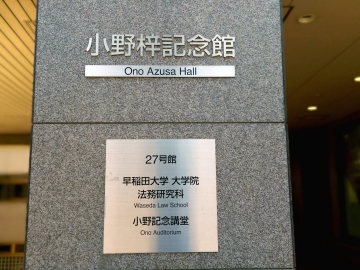 小野梓記念館
Ono Azusa Hall
27号館
早稲田大学 大学院
法務研究科
Waseda Law School
小野記念講堂
Ono Auditorium